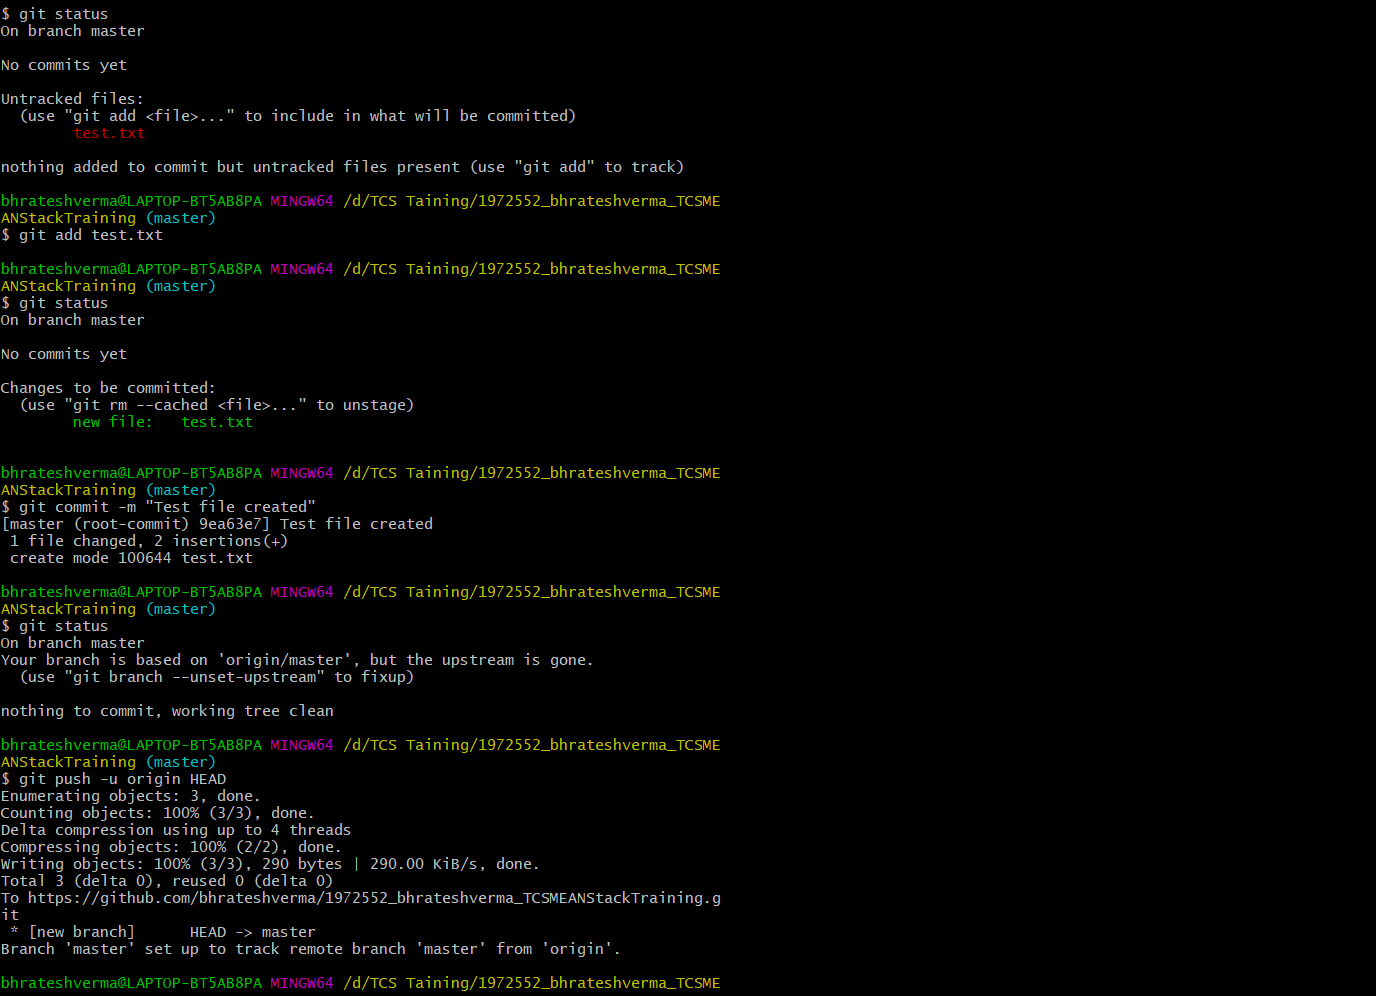 $ git status
On branch master
No commits yet
Untracked files:
  (use "git add <file>..." to include in what will be committed)
        test.txt
nothing added to commit but untracked files present (use "git add" to track)
bhrateshverma@LAPTOP-BT5AB8PA MINGW64 /d/TCS Taining/1972552_bhrateshverma_TCSME
ANStackTraining (master)
$ git add test.txt
bhrateshverma@LAPTOP-BT5AB8PA MINGW64 /d/TCS Taining/1972552_bhrateshverma_TCSME
ANStackTraining (master)
$ git status
On branch master
No commits yet
Changes to be committed:
  (use "git rm --cached <file>..." to unstage)
        new file:   test.txt
bhrateshverma@LAPTOP-BT5AB8PA MINGW64 /d/TCS Taining/1972552_bhrateshverma_TCSME
ANStackTraining (master)
$ git commit -m "Test file created"
[master (root-commit) 9ea63e7] Test file created
 1 file changed, 2 insertions(+)
 create mode 100644 test.txt
bhrateshverma@LAPTOP-BT5AB8PA MINGW64 /d/TCS Taining/1972552_bhrateshverma_TCSME
ANStackTraining (master)
$ git status
On branch master
Your branch is based on 'origin/master', but the upstream is gone.
  (use "git branch --unset-upstream" to fixup)
nothing to commit, working tree clean
bhrateshverma@LAPTOP-BT5AB8PA MINGW64 /d/TCS Taining/1972552_bhrateshverma_TCSME
ANStackTraining (master)
$ git push -u origin HEAD
Enumerating objects: 3, done.
Counting objects: 100% (3/3), done.
Delta compression using up to 4 threads
Compressing objects: 100% (2/2), done.
Writing objects: 100% (3/3), 290 bytes | 290.00 KiB/s, done.
Total 3 (delta 0), reused 0 (delta 0)
To https://github.com/bhrateshverma/1972552_bhrateshverma_TCSMEANStackTraining.g
it
 * [new branch]      HEAD -> master
Branch 'master' set up to track remote branch 'master' from 'origin'.
bhrateshverma@LAPTOP-BT5AB8PA MINGW64 /d/TCS Taining/1972552_bhrateshverma_TCSME